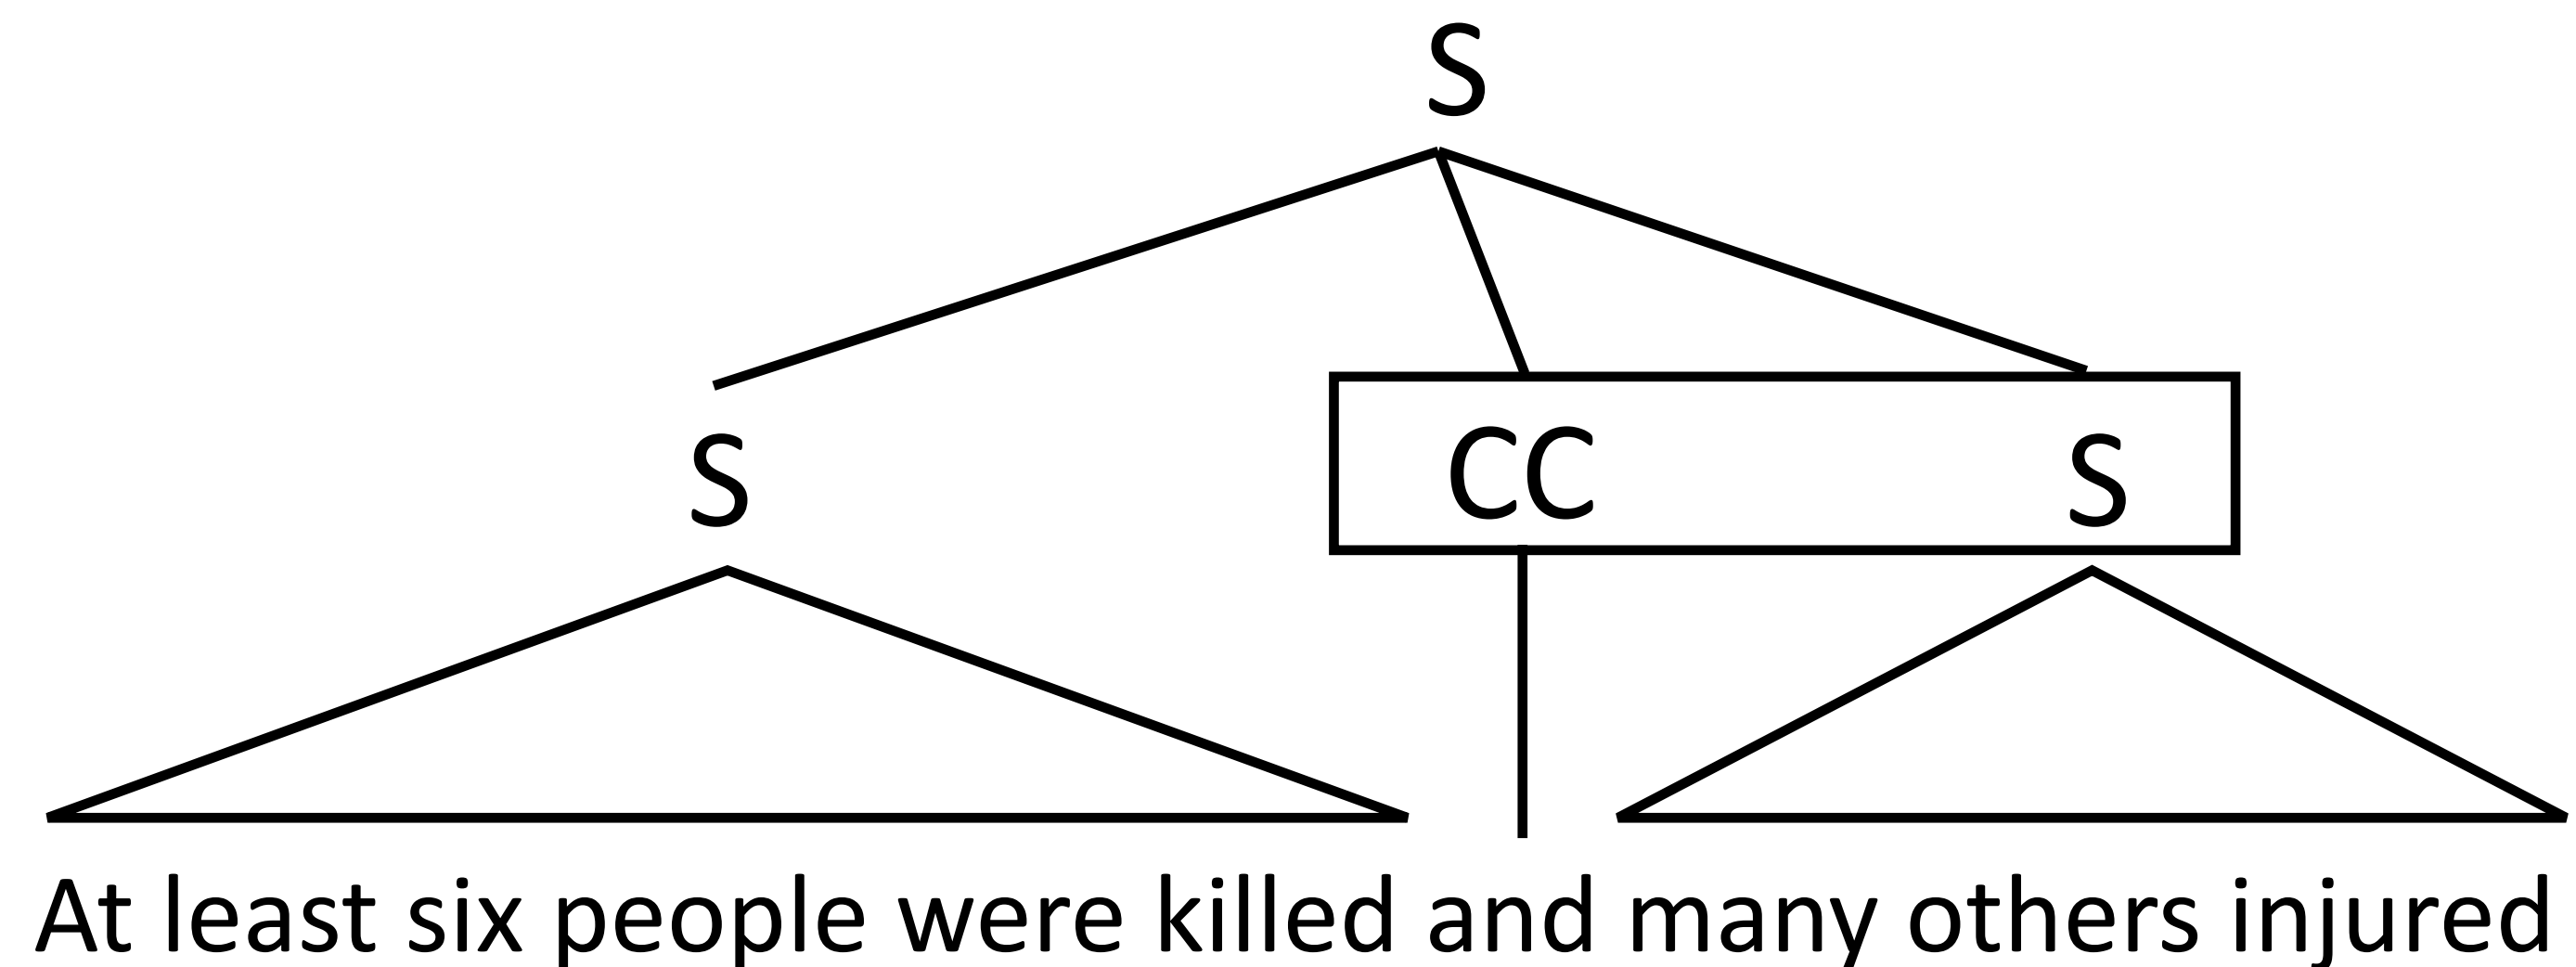 S
S CC S
At least six people were killed and many others injured